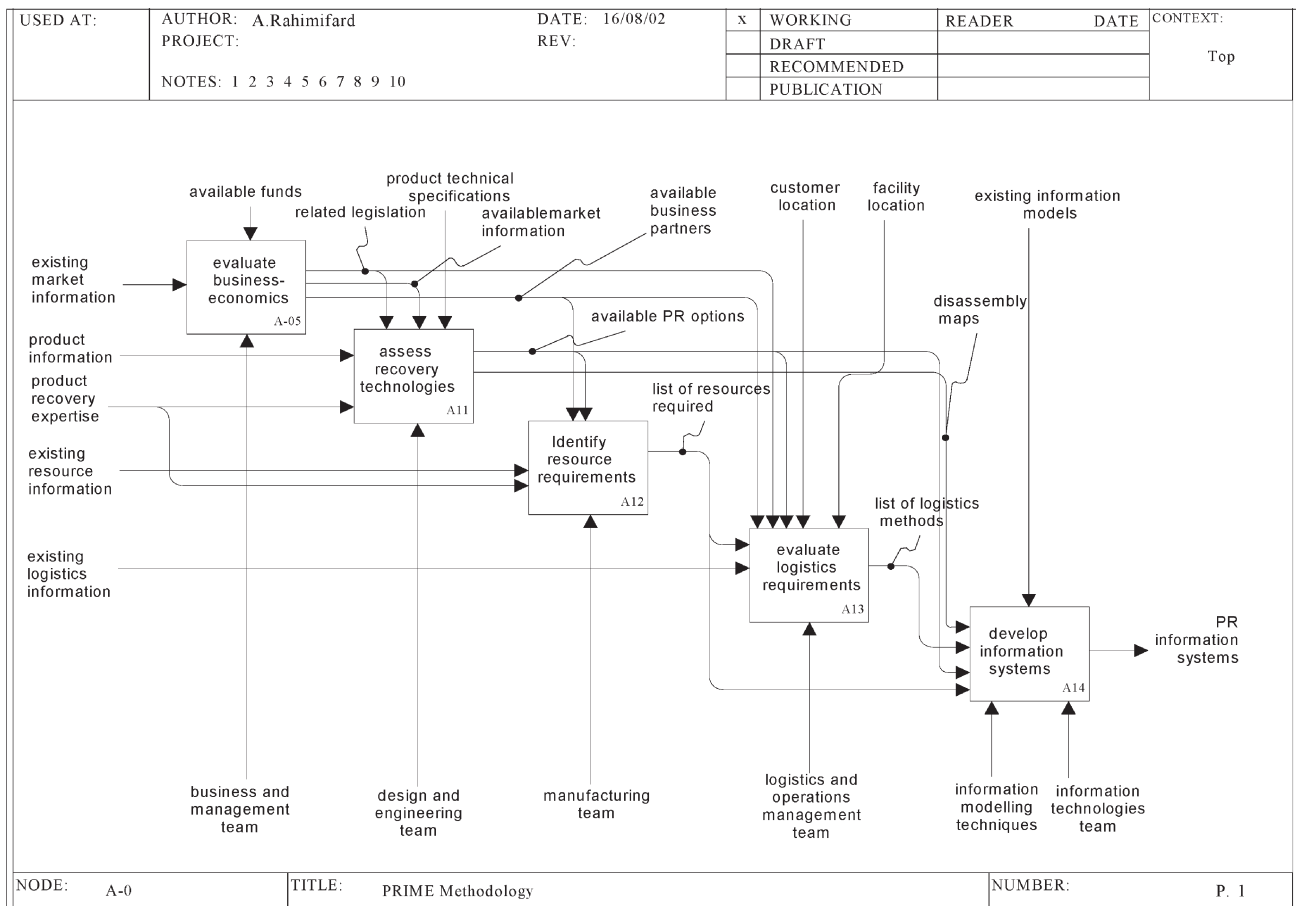 USED AT:
AUTHOR: A.Rahimifard
DATE: 16/08/02
PROJECT:
REV:
NOTES: 1 2 3 4 5 6 7 8 9 10
x WORKING
DRAFT
RECOMMENDED
PUBLICATION
READER DATE
CONTEXT:
Top
available funds
product technical
specifications
related legislation
availablemarket
information
available
business
partners
customer
location
facility
location
existing information
models
existing
market
information
evaluate
business-
economics
A-05
disassembly
maps
available PR options
product
information
assess
recovery
technologies
A11
product
recovery
expertise
list of resources
required
existing
resource
information
Identify
resource
requirements
A12
list of logistics
methods
existing
logistics
information
evaluate
logistics
requirements
A13
develop
information
systems
A14
PR
information
systems
business and
management
team
design and
engineering
team
manufacturing
team
logistics and
operations
management
team
information
modelling
techniques
information
technologies
team
NODE: A-0
TITLE: PRIME Methodology
NUMBER: P. 1